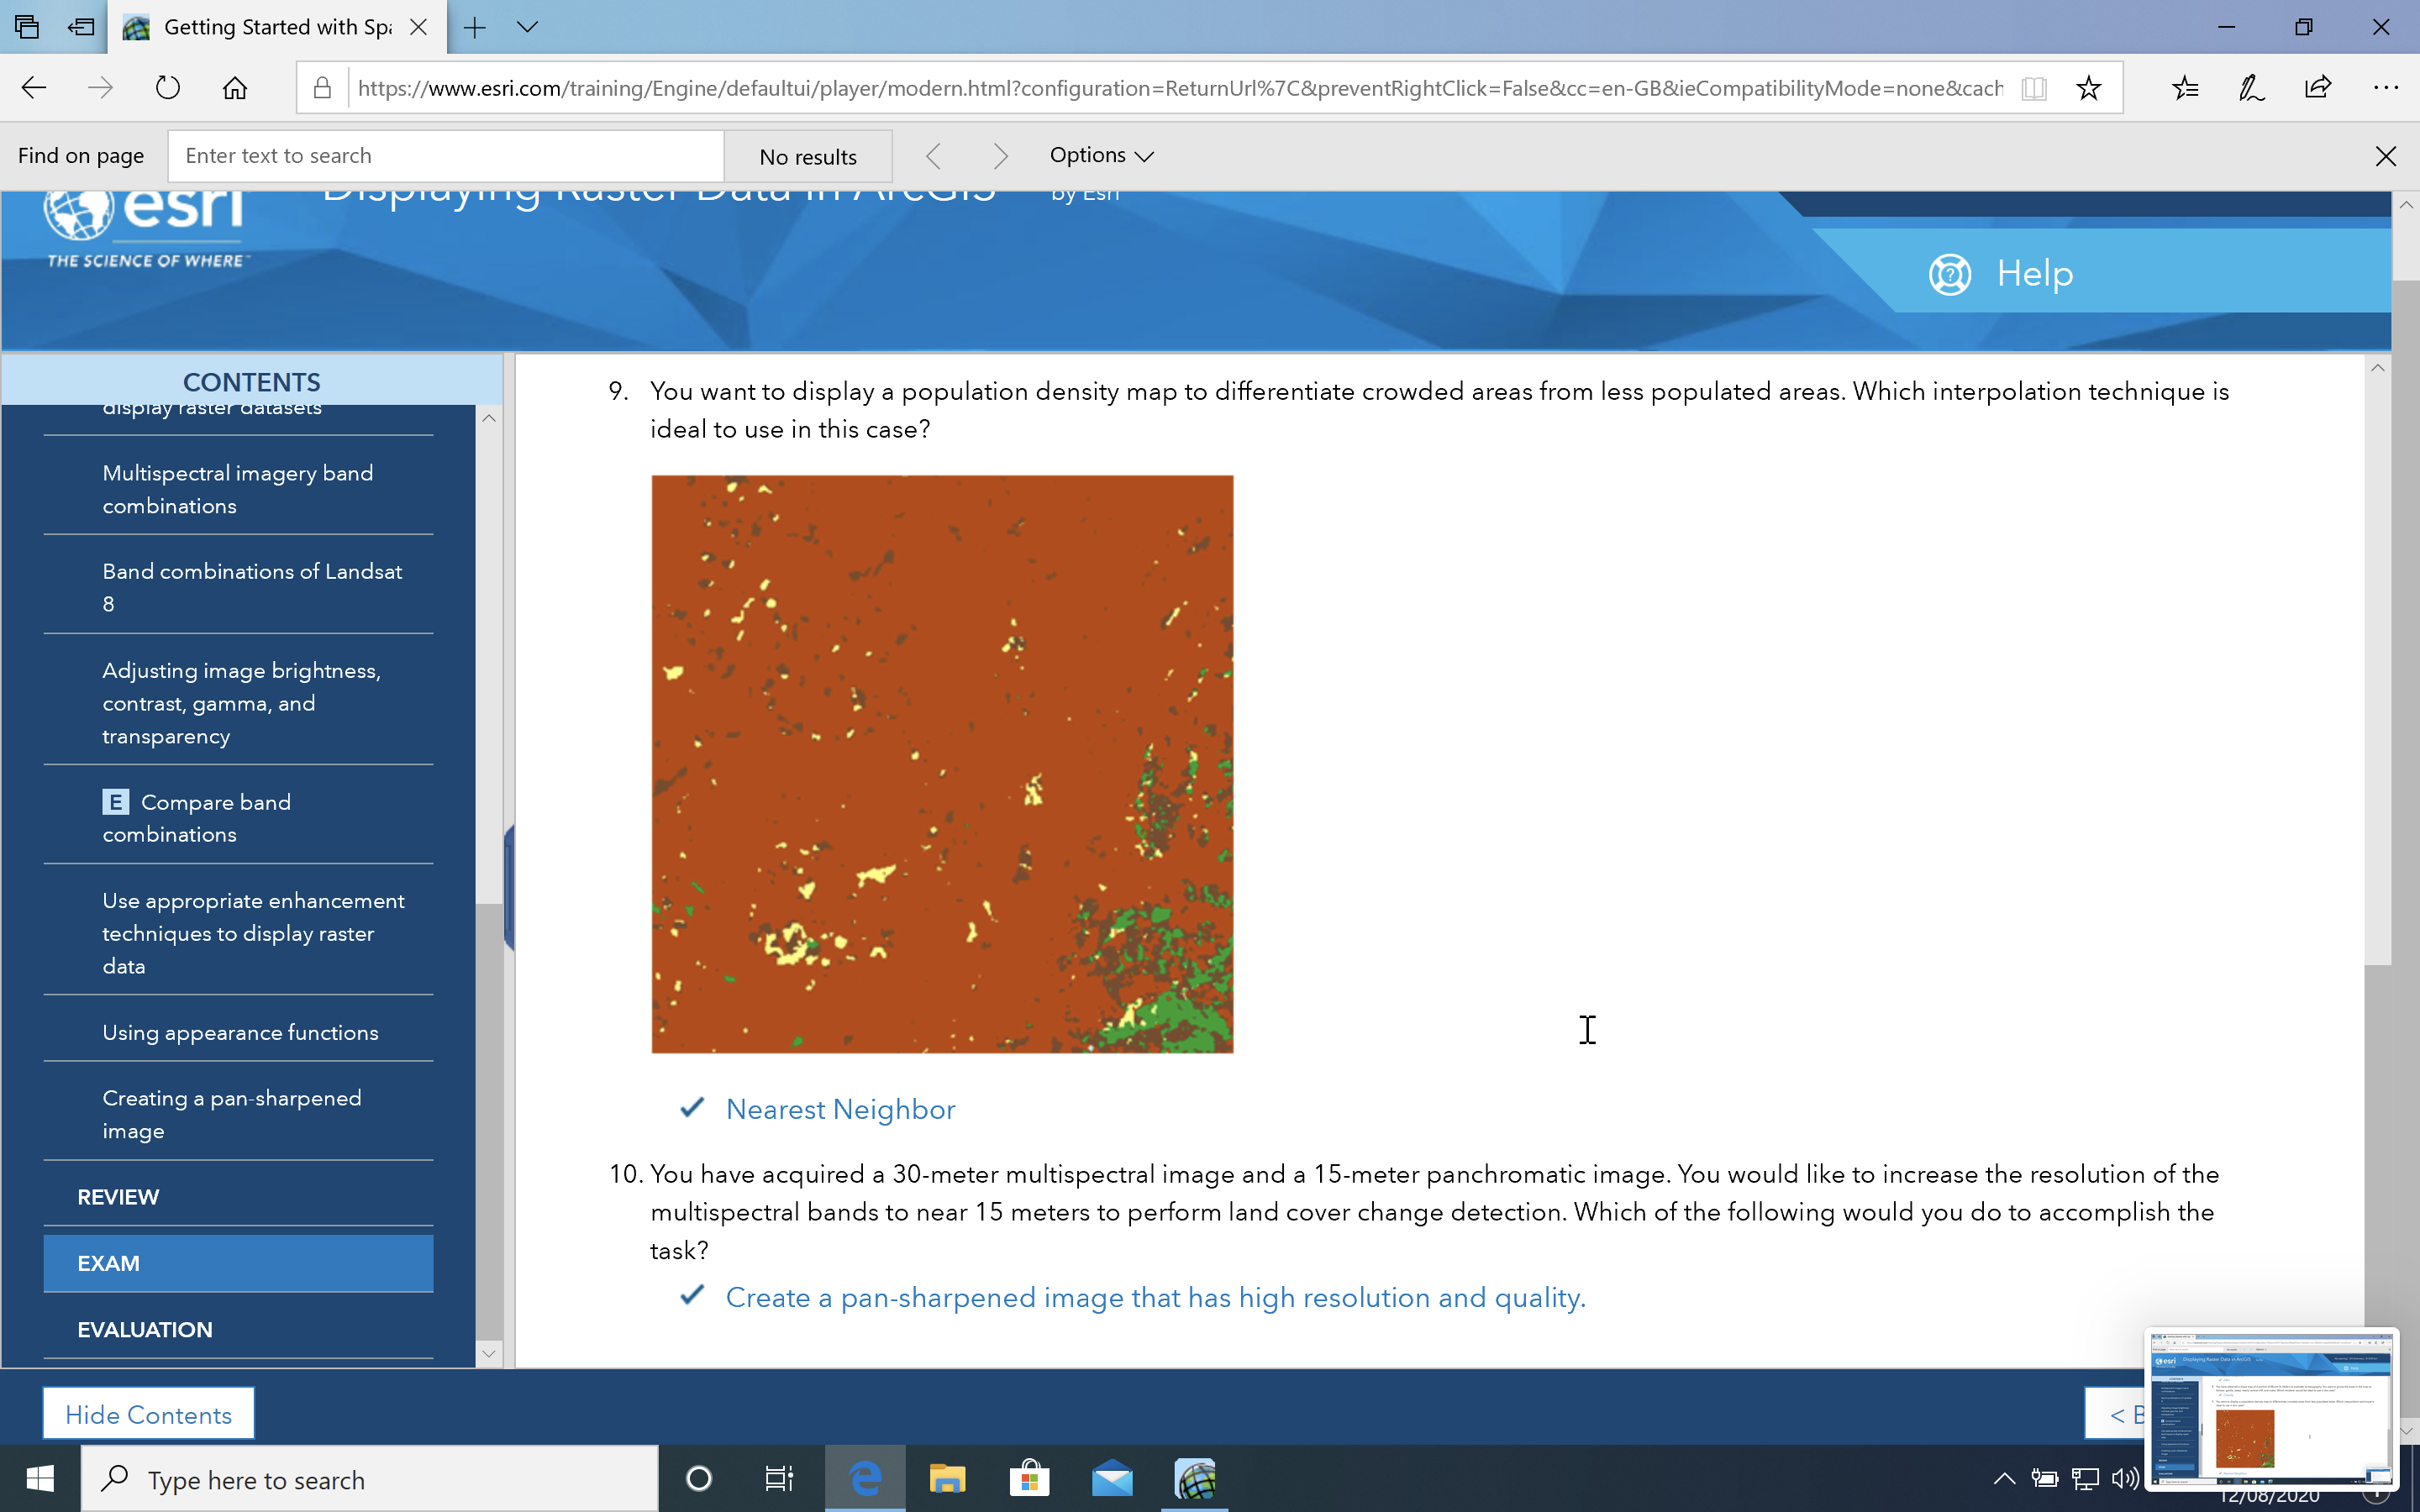 Getting Started with Spa
https://www.esri.com/training/Engine/defaultui/player/modern.html?configuration=ReturnUrl%7C&preventRightClick=False&cc=en-GB&ieCompatibilityMode=none&cach
Find on page
Enter text to search
No results
Options
esri
Displaying Raster Data in ArcGIS
by Esri
THE SCIENCE OF WHERE
Help
CONTENTS
display raster datasets
Multispectral imagery band
combinations
Band combinations of Landsat
8
Adjusting image brightness,
contrast, gamma, and
transparency
E Compare band
combinations
Use appropriate enhancement
techniques to display raster
data
Using appearance functions
Creating a pan-sharpened
image
REVIEW
EXAM
EVALUATION
Hide Contents
9. You want to display a population density map to differentiate crowded areas from less populated areas. Which interpolation technique is
ideal to use in this case?
Nearest Neighbor
10. You have acquired a 30-meter multispectral image and a 15-meter panchromatic image. You would like to increase the resolution of the
multispectral bands to near 15 meters to perform land cover change detection. Which of the following would you do to accomplish the
task?
Create a pan-sharpened image that has high resolution and quality.
< B
Type here to search
12/08/2020